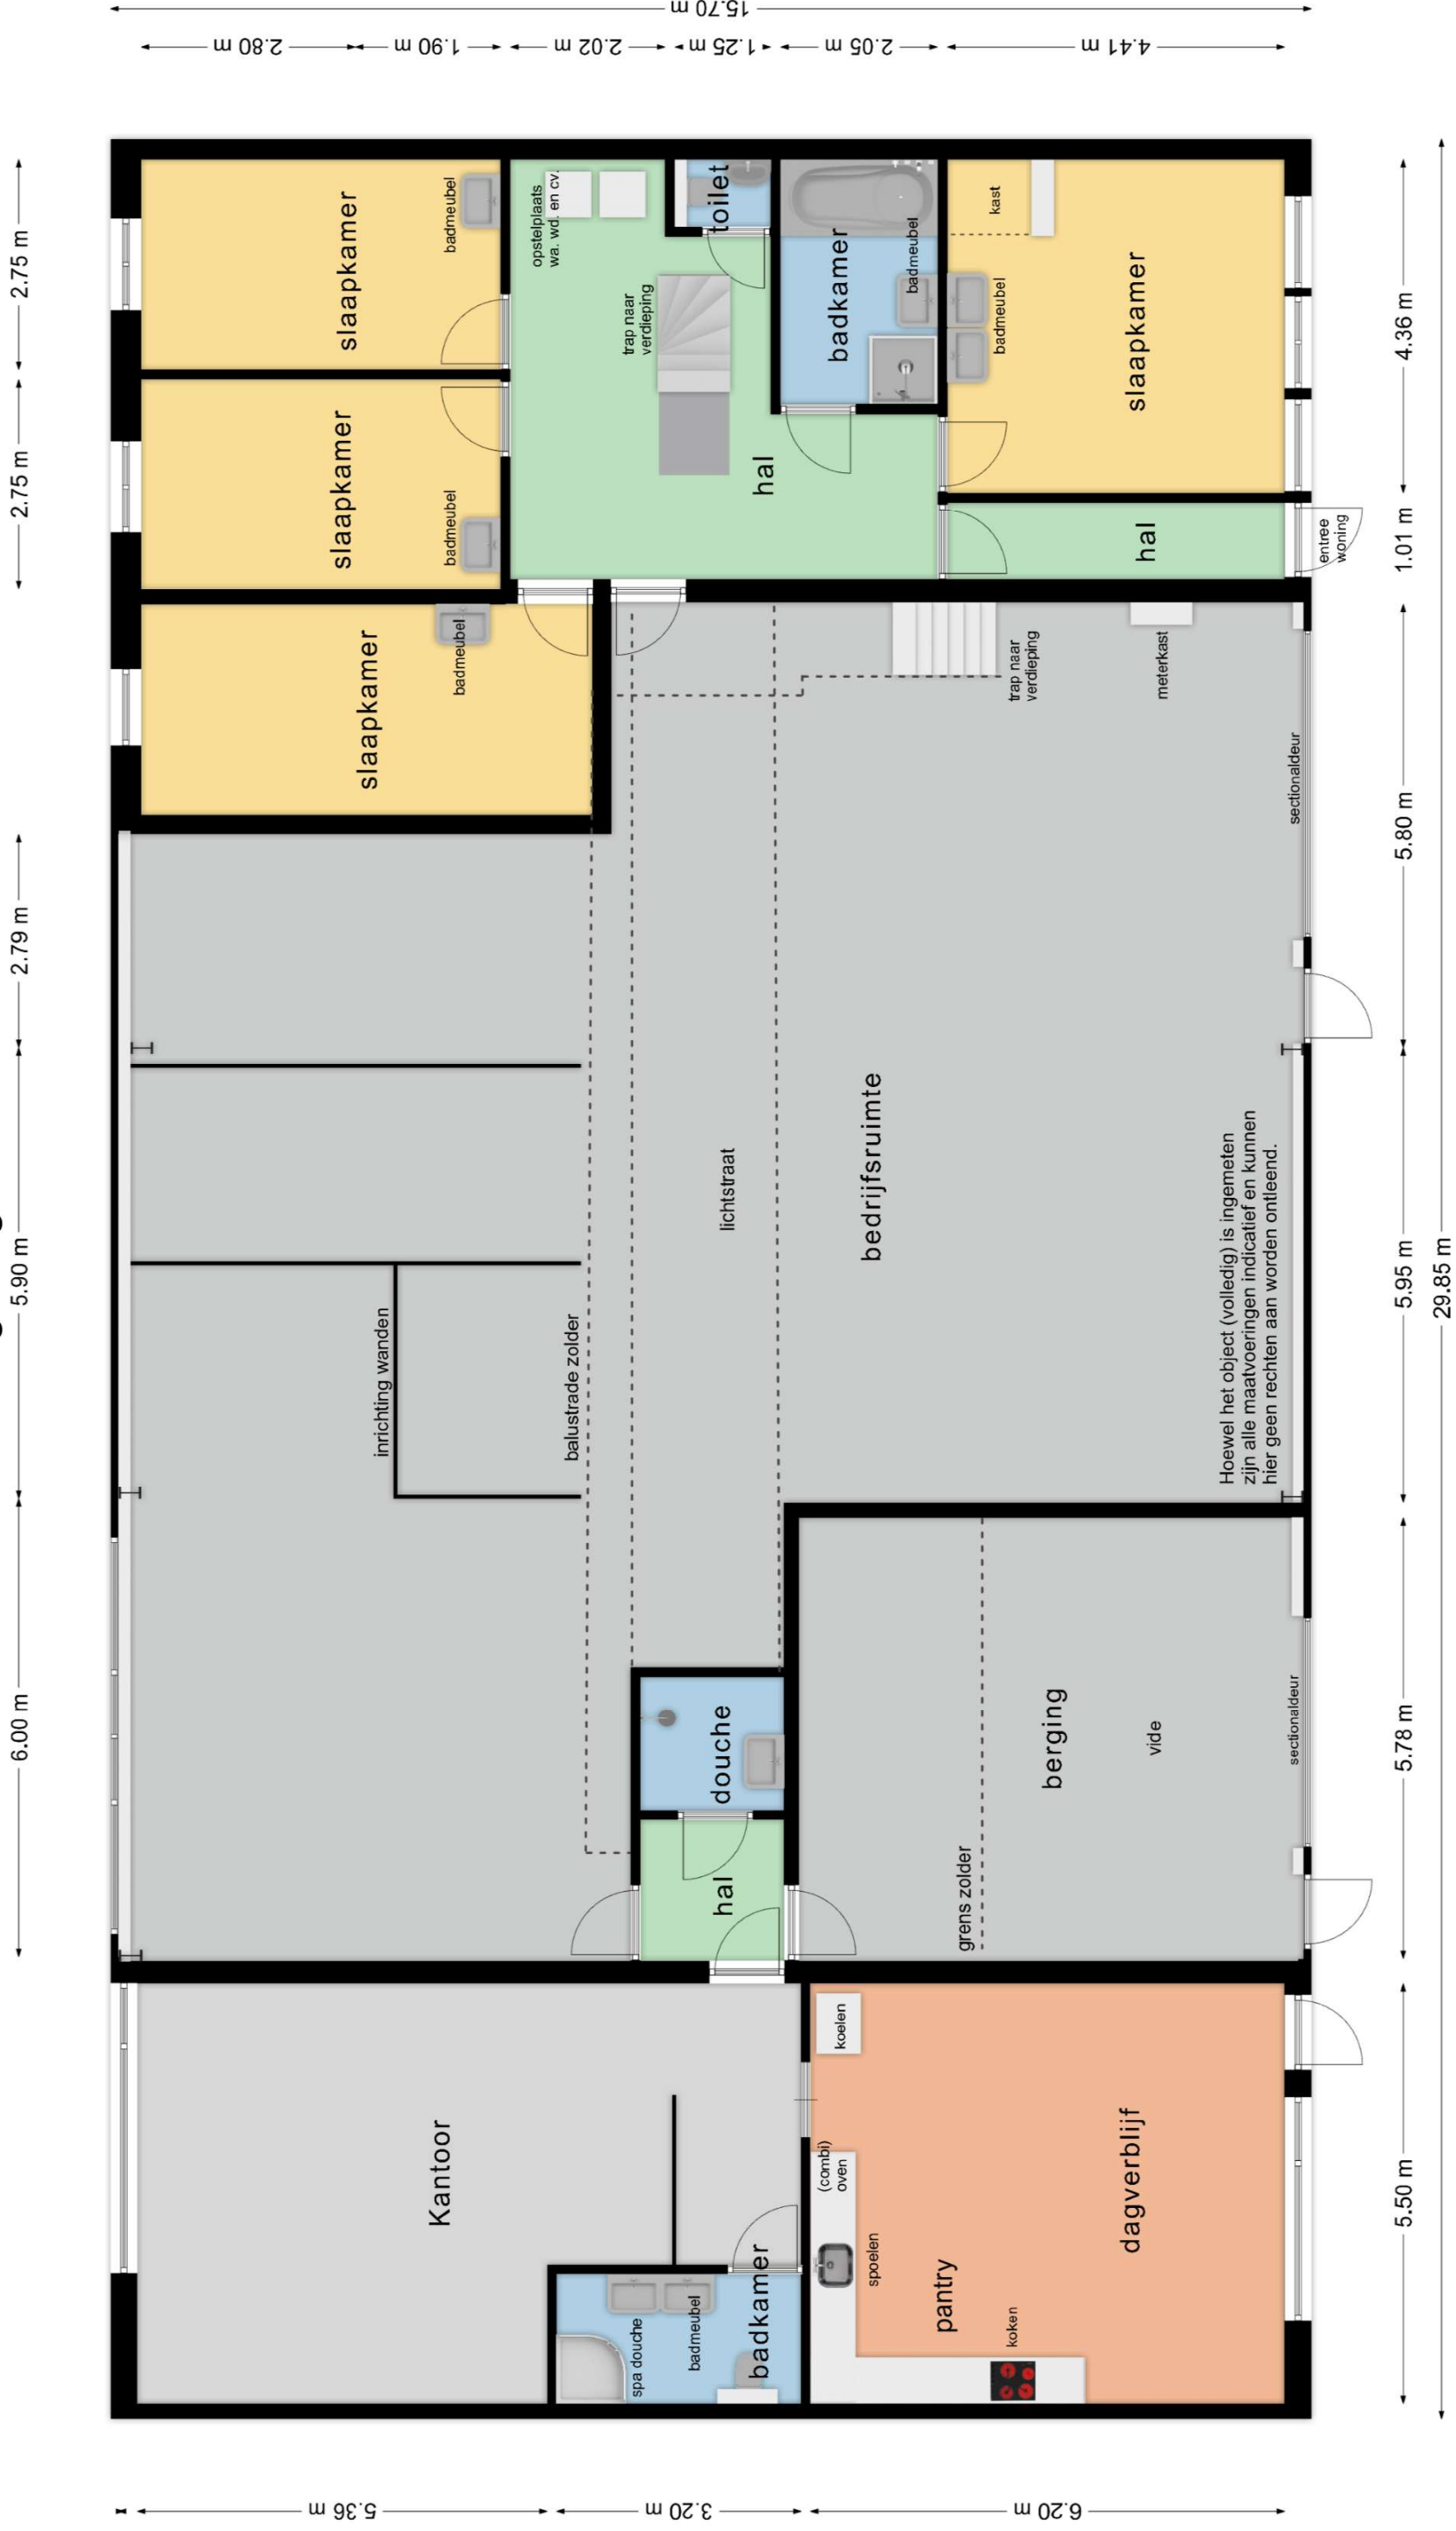 6.00 m
5.90 m
2.79 m
2.75 m
2.75 m
5.36 m
3.20 m
6.20 m
15.70 m
2.80 m
1.90 m
2.02 m
1.25 m
2.05 m
4.41 m
slaapkamer
badmeubel
slaapkamer
badmeubel
slaapkamer
badmeubel
inrichting wanden
balustrade zolder
Kantoor
opstelplaats
wa. wd. en cv.
trap naar
verdieping
toilet
hal
badkamer
badmeubel
lichtstraat
bedrijfsruimte
douche
hal
spa douche
badmeubel
badkamer
kast
badmeubel
slaapkamer
hal
entree
woning
trap naar
verdieping
meterkast
sectionaldeur
grens zolder
berging
vide
sectionaldeur
koelen
(combi)
oven
spoelen
pantry
koken
dagverblijf
Hoewel het object (volledig) is ingemeten
zijn alle maatvoeringen indicatief en kunnen
hier geen rechten aan worden ontleend.
5.50 m
5.78 m
5.95 m
5.80 m
1.01 m
4.36 m
29.85 m